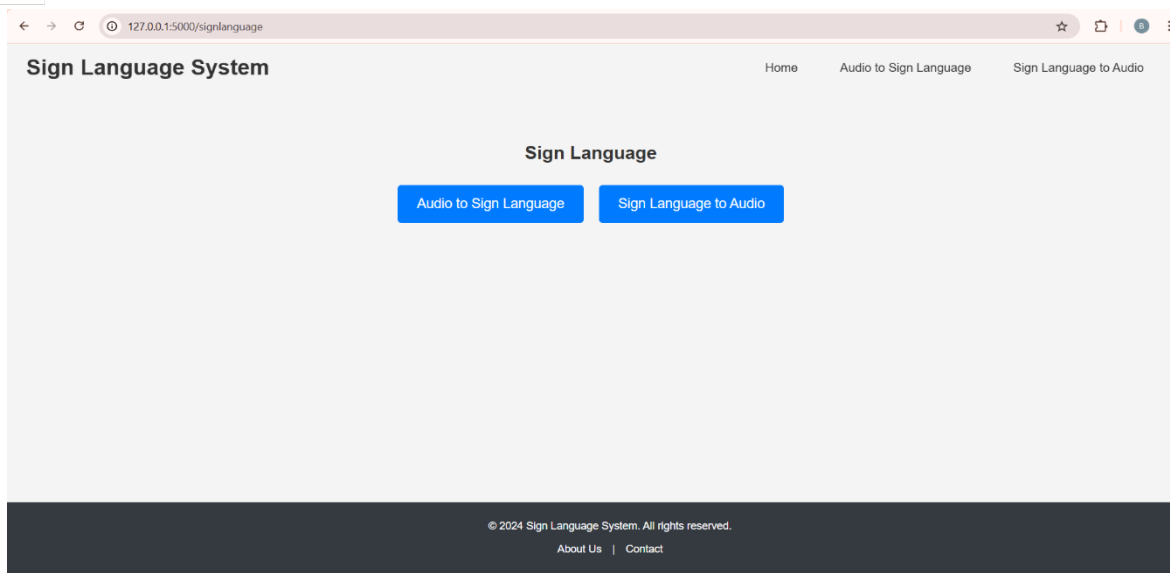 127.0.0.1:5000/signlanguage
B
Sign Language System
Home Audio to Sign Language Sign Language to Audio
Sign Language
Audio to Sign Language Sign Language to Audio
© 2024 Sign Language System. All rights reserved.
About Us | Contact